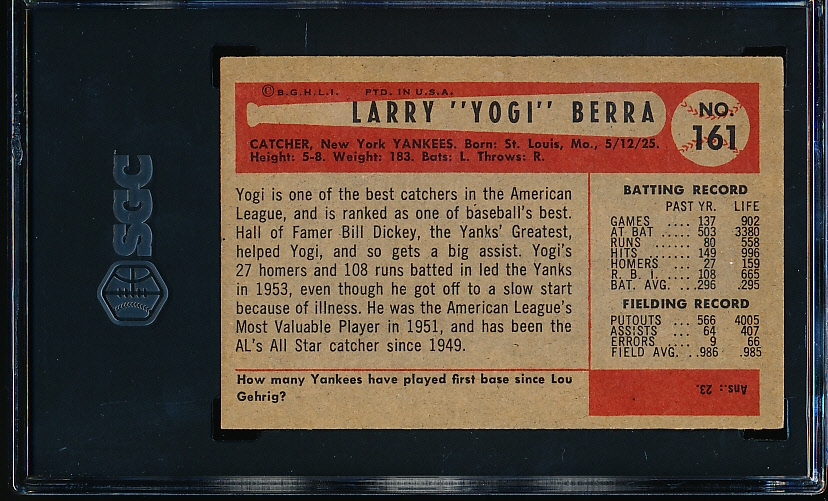 ©B.G.H.L.I. PTD. IN U.S.A.
LARRY "YOGI" BERRA
NO.
161
CATCHER, New York YANKEES. Born: St. Louis, Mo., 5/12/25.
Height: 5-8. Weight: 183. Bats: L. Throws: R.
SGC
Yogi is one of the best catchers in the American
League, and is ranked as one of baseball's best.
Hall of Famer Bill Dickey, the Yanks' Greatest,
helped Yogi, and so gets a big assist. Yogi's
27 homers and 108 runs batted in led the Yanks
in 1953, even though he got off to a slow start
because of illness. He was the American League's
Most Valuable Player in 1951, and has been the
AL's All Star catcher since 1949.
BATTING RECORD
PAST YR. LIFE
GAMES .... 137 902
AT BAT .... 503 3380
RUNS ...... 80 558
HITS ...... 149 996
HOMERS ... 27 159
R. B. I. .... 108 665
BAT. AVG. ...296 .295
FIELDING RECORD
PUTOUTS ... 566 4005
ASSISTS ... 64 407
ERRORS ... 9 66
FIELD AVG. ..986 .985
How many Yankees have played first base since Lou
Gehrig?
Ans.: 23.